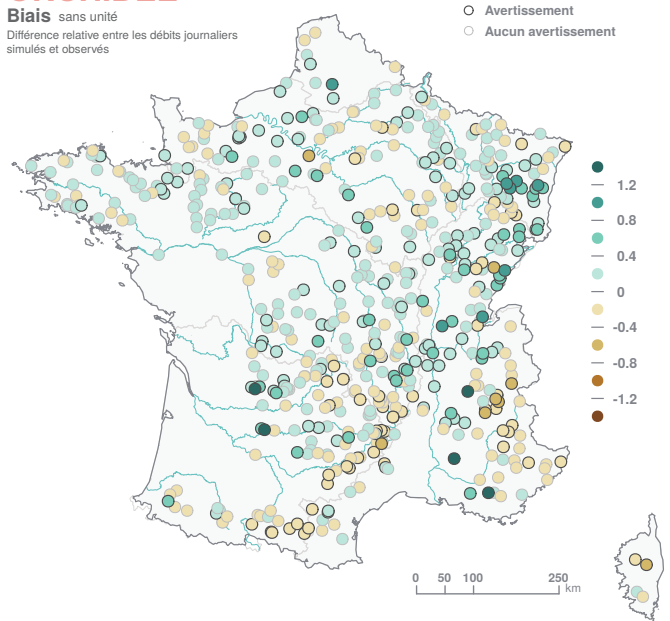 Biais sans unité
Différence relative entre les débits journaliers
simulés et observés
Avertissement
Aucun avertissement
1.2
0.8
0.4
0
-0.4
-0.8
-1.2
0 50 100 250
km